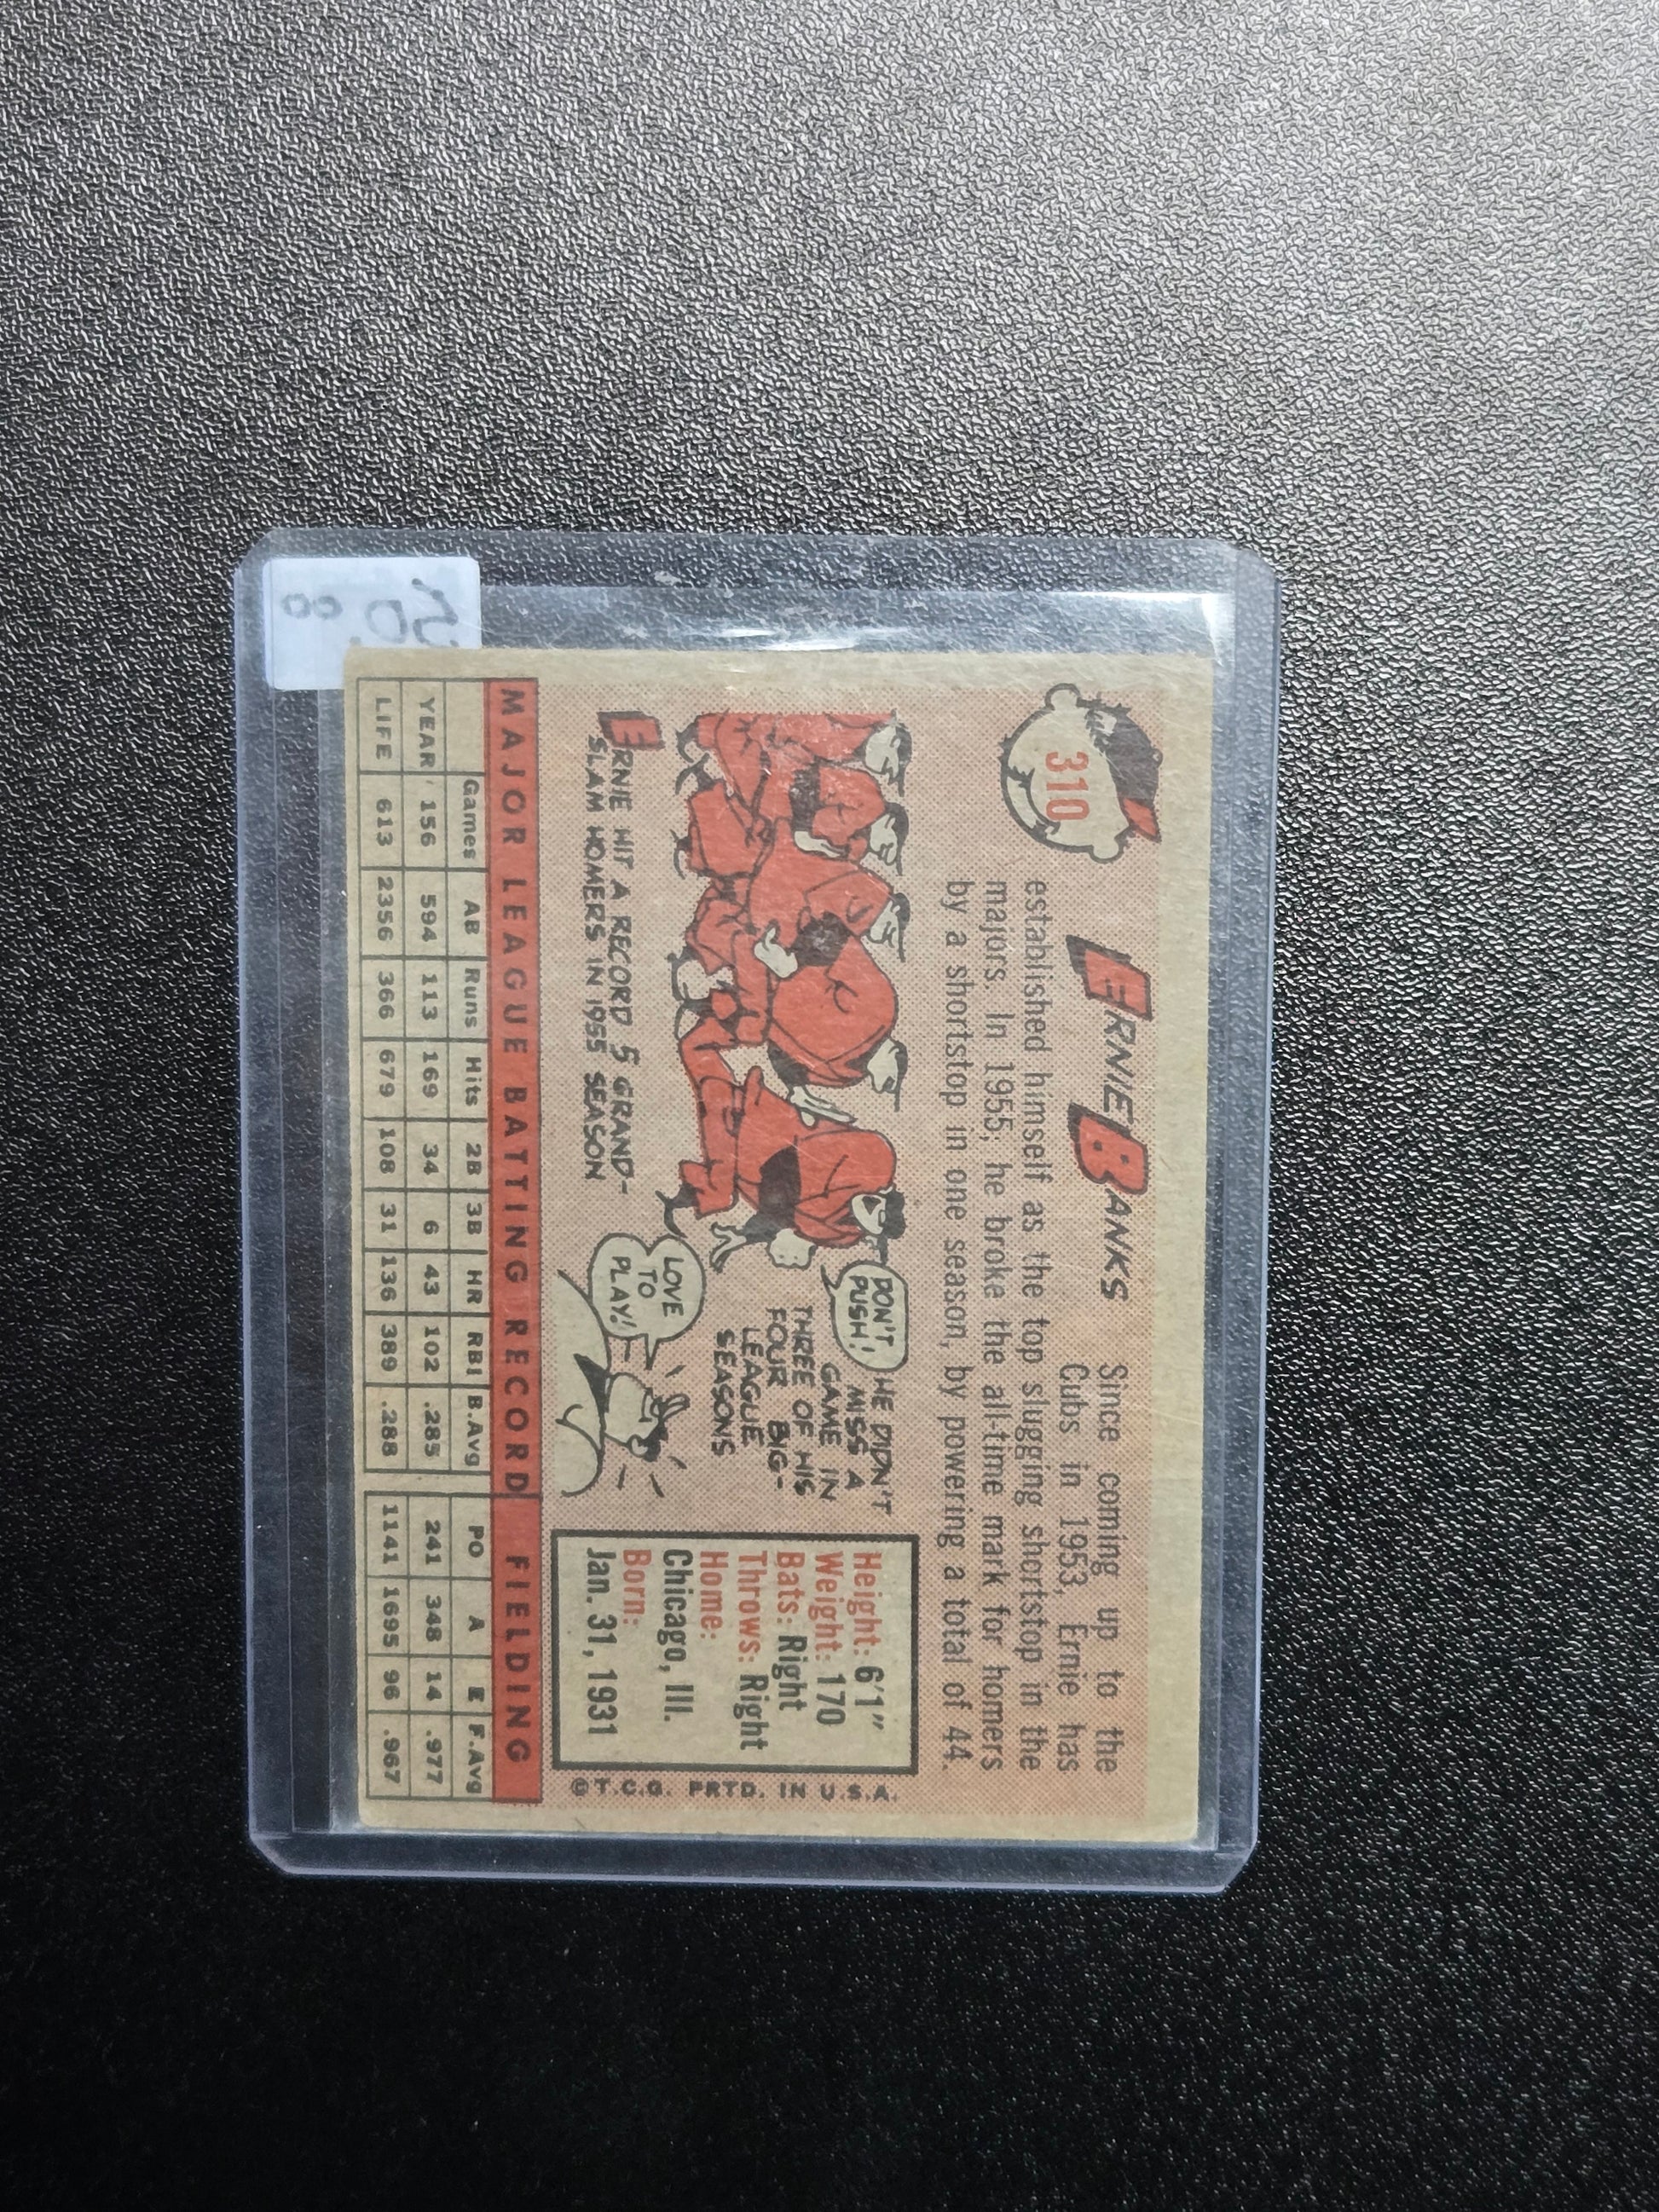 310
ERNIE BANKS
Since coming up to the
Cubs in 1953, Ernie has
established himself as the top slugging shortstop in the
majors. In 1955, he broke the all-time mark for homers
by a shortstop in one season, by powering a total of 44.
DON'T
PUSH!
HE DIDN'T
MISS A
GAME IN
THREE OF HIS
FOUR BIG-
LEAGUE
SEASONS
LOVE
TO
PLAY!
ERNIE HIT A RECORD 5 GRAND-
SLAM HOMERS IN 1955 SEASON
Height: 6'1"
Weight: 170
Bats: Right
Throws: Right
Home:
Chicago, Ill.
Born:
Jan. 31, 1931
© T.C.G. PRTD. IN U.S.A.
MAJOR LEAGUE BATTING RECORD FIELDING
Games AB Runs Hits 2B 3B HR RBI B.Avg PO A E F.Avg
YEAR 156 594 113 169 34 6 43 102 .285 241 348 14 .977
LIFE 613 2356 366 679 108 31 136 389 .288 1141 1695 96 .967